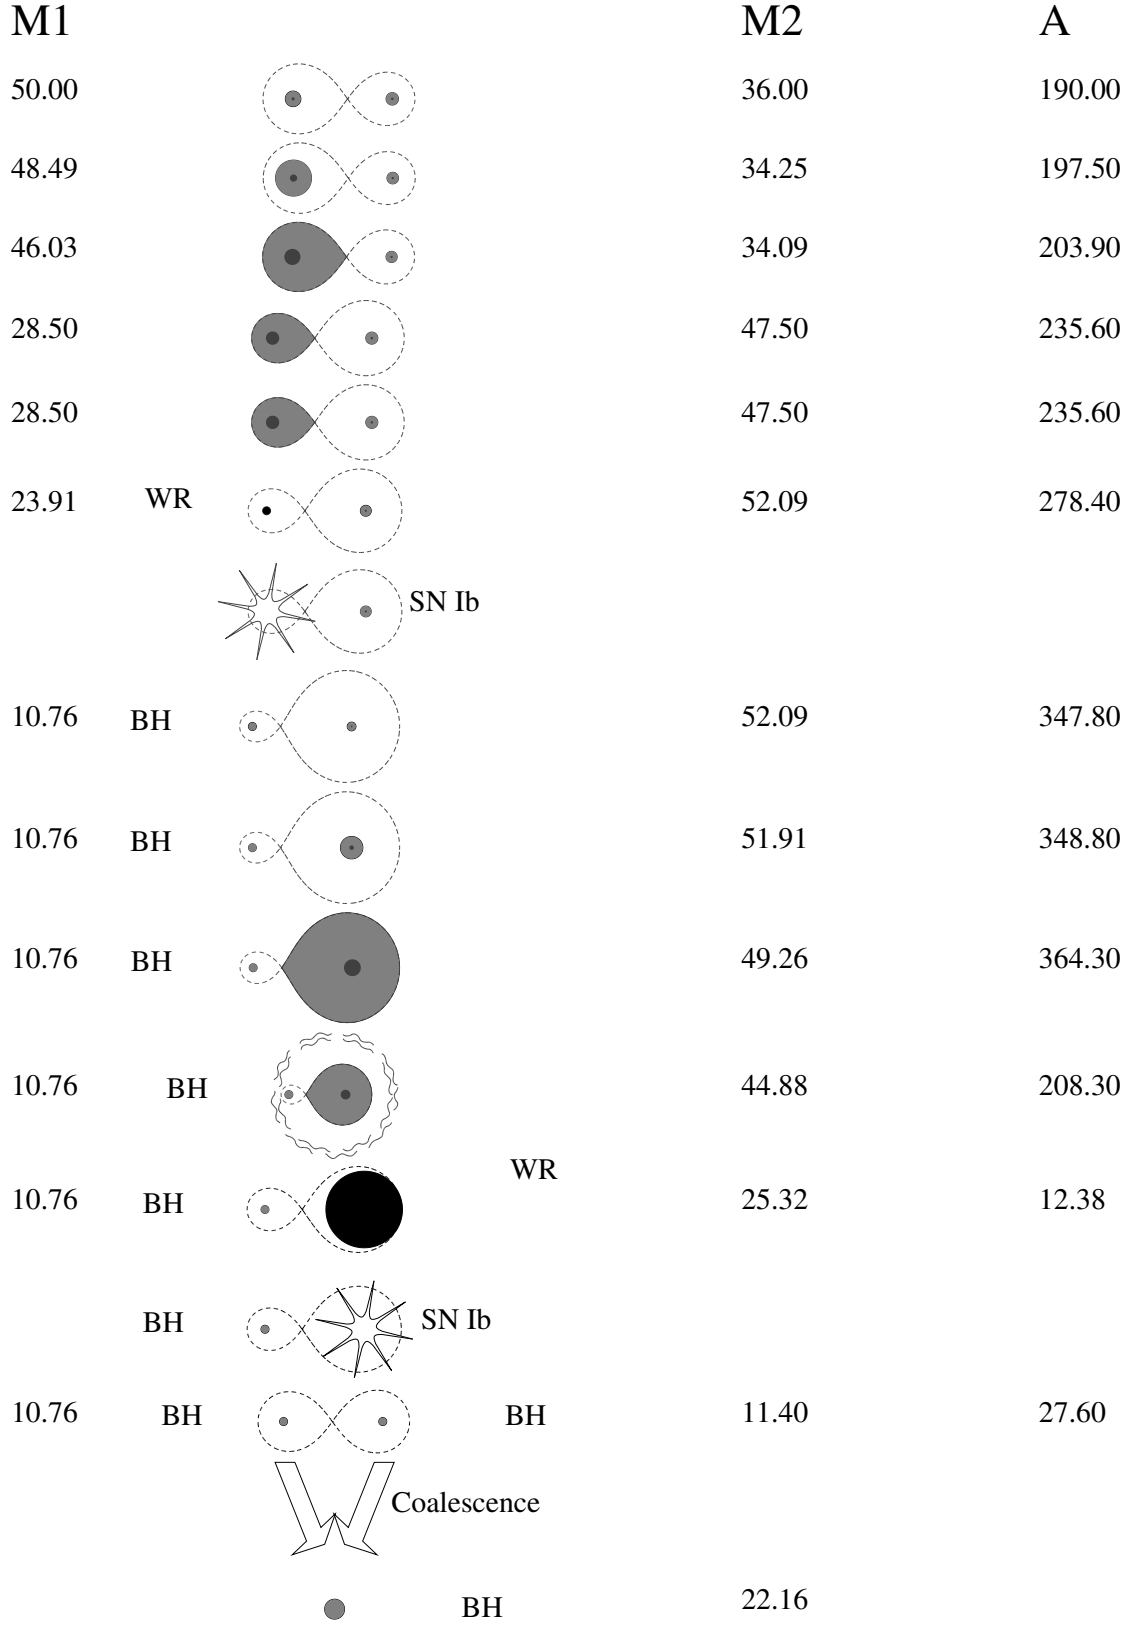 M1 M2 A
50.00 36.00 190.00
48.49 34.25 197.50
46.03 34.09 203.90
28.50 47.50 235.60
28.50 47.50 235.60
23.91 WR 52.09 278.40
SN Ib
10.76 BH 52.09 347.80
10.76 BH 51.91 348.80
10.76 BH 49.26 364.30
10.76 BH 44.88 208.30
WR
10.76 BH 25.32 12.38
BH SN Ib
10.76 BH BH 11.40 27.60
Coalescence
BH 22.16